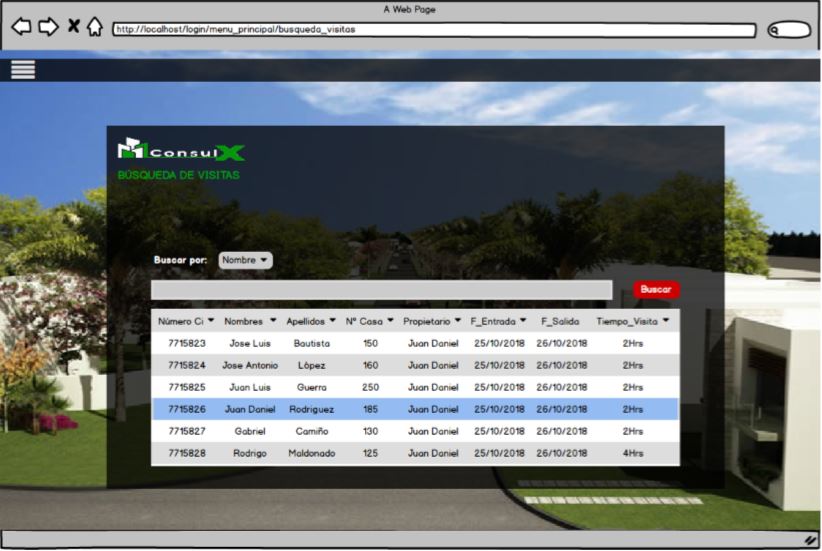 A Web Page
http://localhost/login/menu_principal/busqueda_visitas
ConsulX
BÚSQUEDA DE VISITAS
Buscar por: Nombre
Buscar
Número Ci Nombres Apellidos N° Casa Propietario F_Entrada F_Salida Tiempo_Visita
7715823 Jose Luis Bautista 150 Juan Daniel 25/10/2018 26/10/2018 2Hrs
7715824 Jose Antonio López 160 Juan Daniel 25/10/2018 26/10/2018 2Hrs
7715825 Juan Luis Guerra 250 Juan Daniel 25/10/2018 26/10/2018 2Hrs
7715826 Juan Daniel Rodriguez 185 Juan Daniel 25/10/2018 26/10/2018 2Hrs
7715827 Gabriel Camiño 130 Juan Daniel 25/10/2018 26/10/2018 2Hrs
7715828 Rodrigo Maldonado 125 Juan Daniel 25/10/2018 26/10/2018 4Hrs